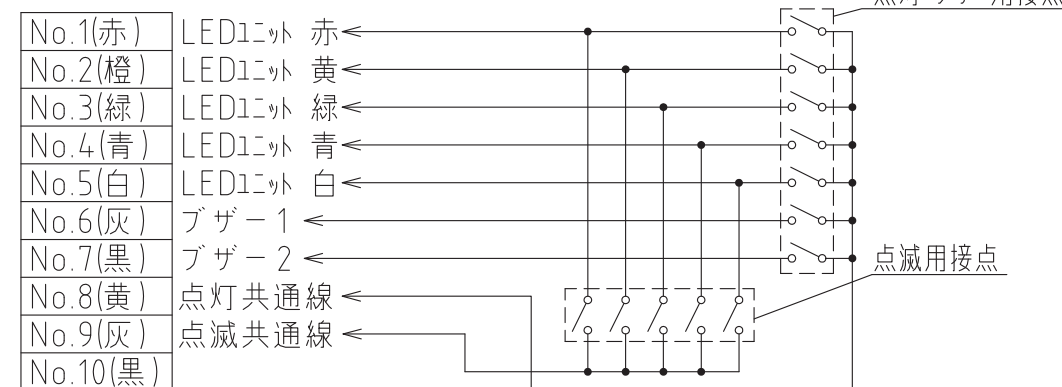 No.1(赤) LEDユニット 赤
No.2(橙) LEDユニット 黄
No.3(緑) LEDユニット 緑
No.4(青) LEDユニット 青
No.5(白) LEDユニット 白
No.6(灰) ブザー1
No.7(黒) ブザー2
点滅用接点
No.8(黄) 点灯共通線
No.9(灰) 点滅共通線
No.10(黒)